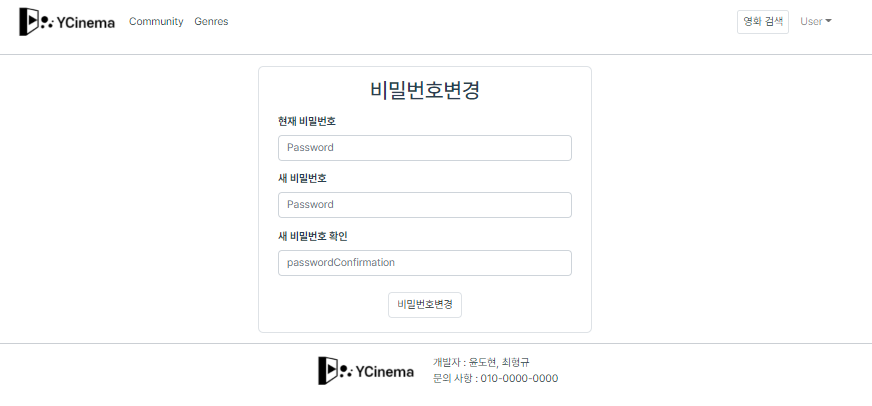 YCinema Community Genres 영화 검색 User
비밀번호변경
현재 비밀번호
Password
새 비밀번호
Password
새 비밀번호 확인
passwordConfirmation
비밀번호변경
YCinema
개발자 : 윤도현, 최형규
문의 사항 : 010-0000-0000